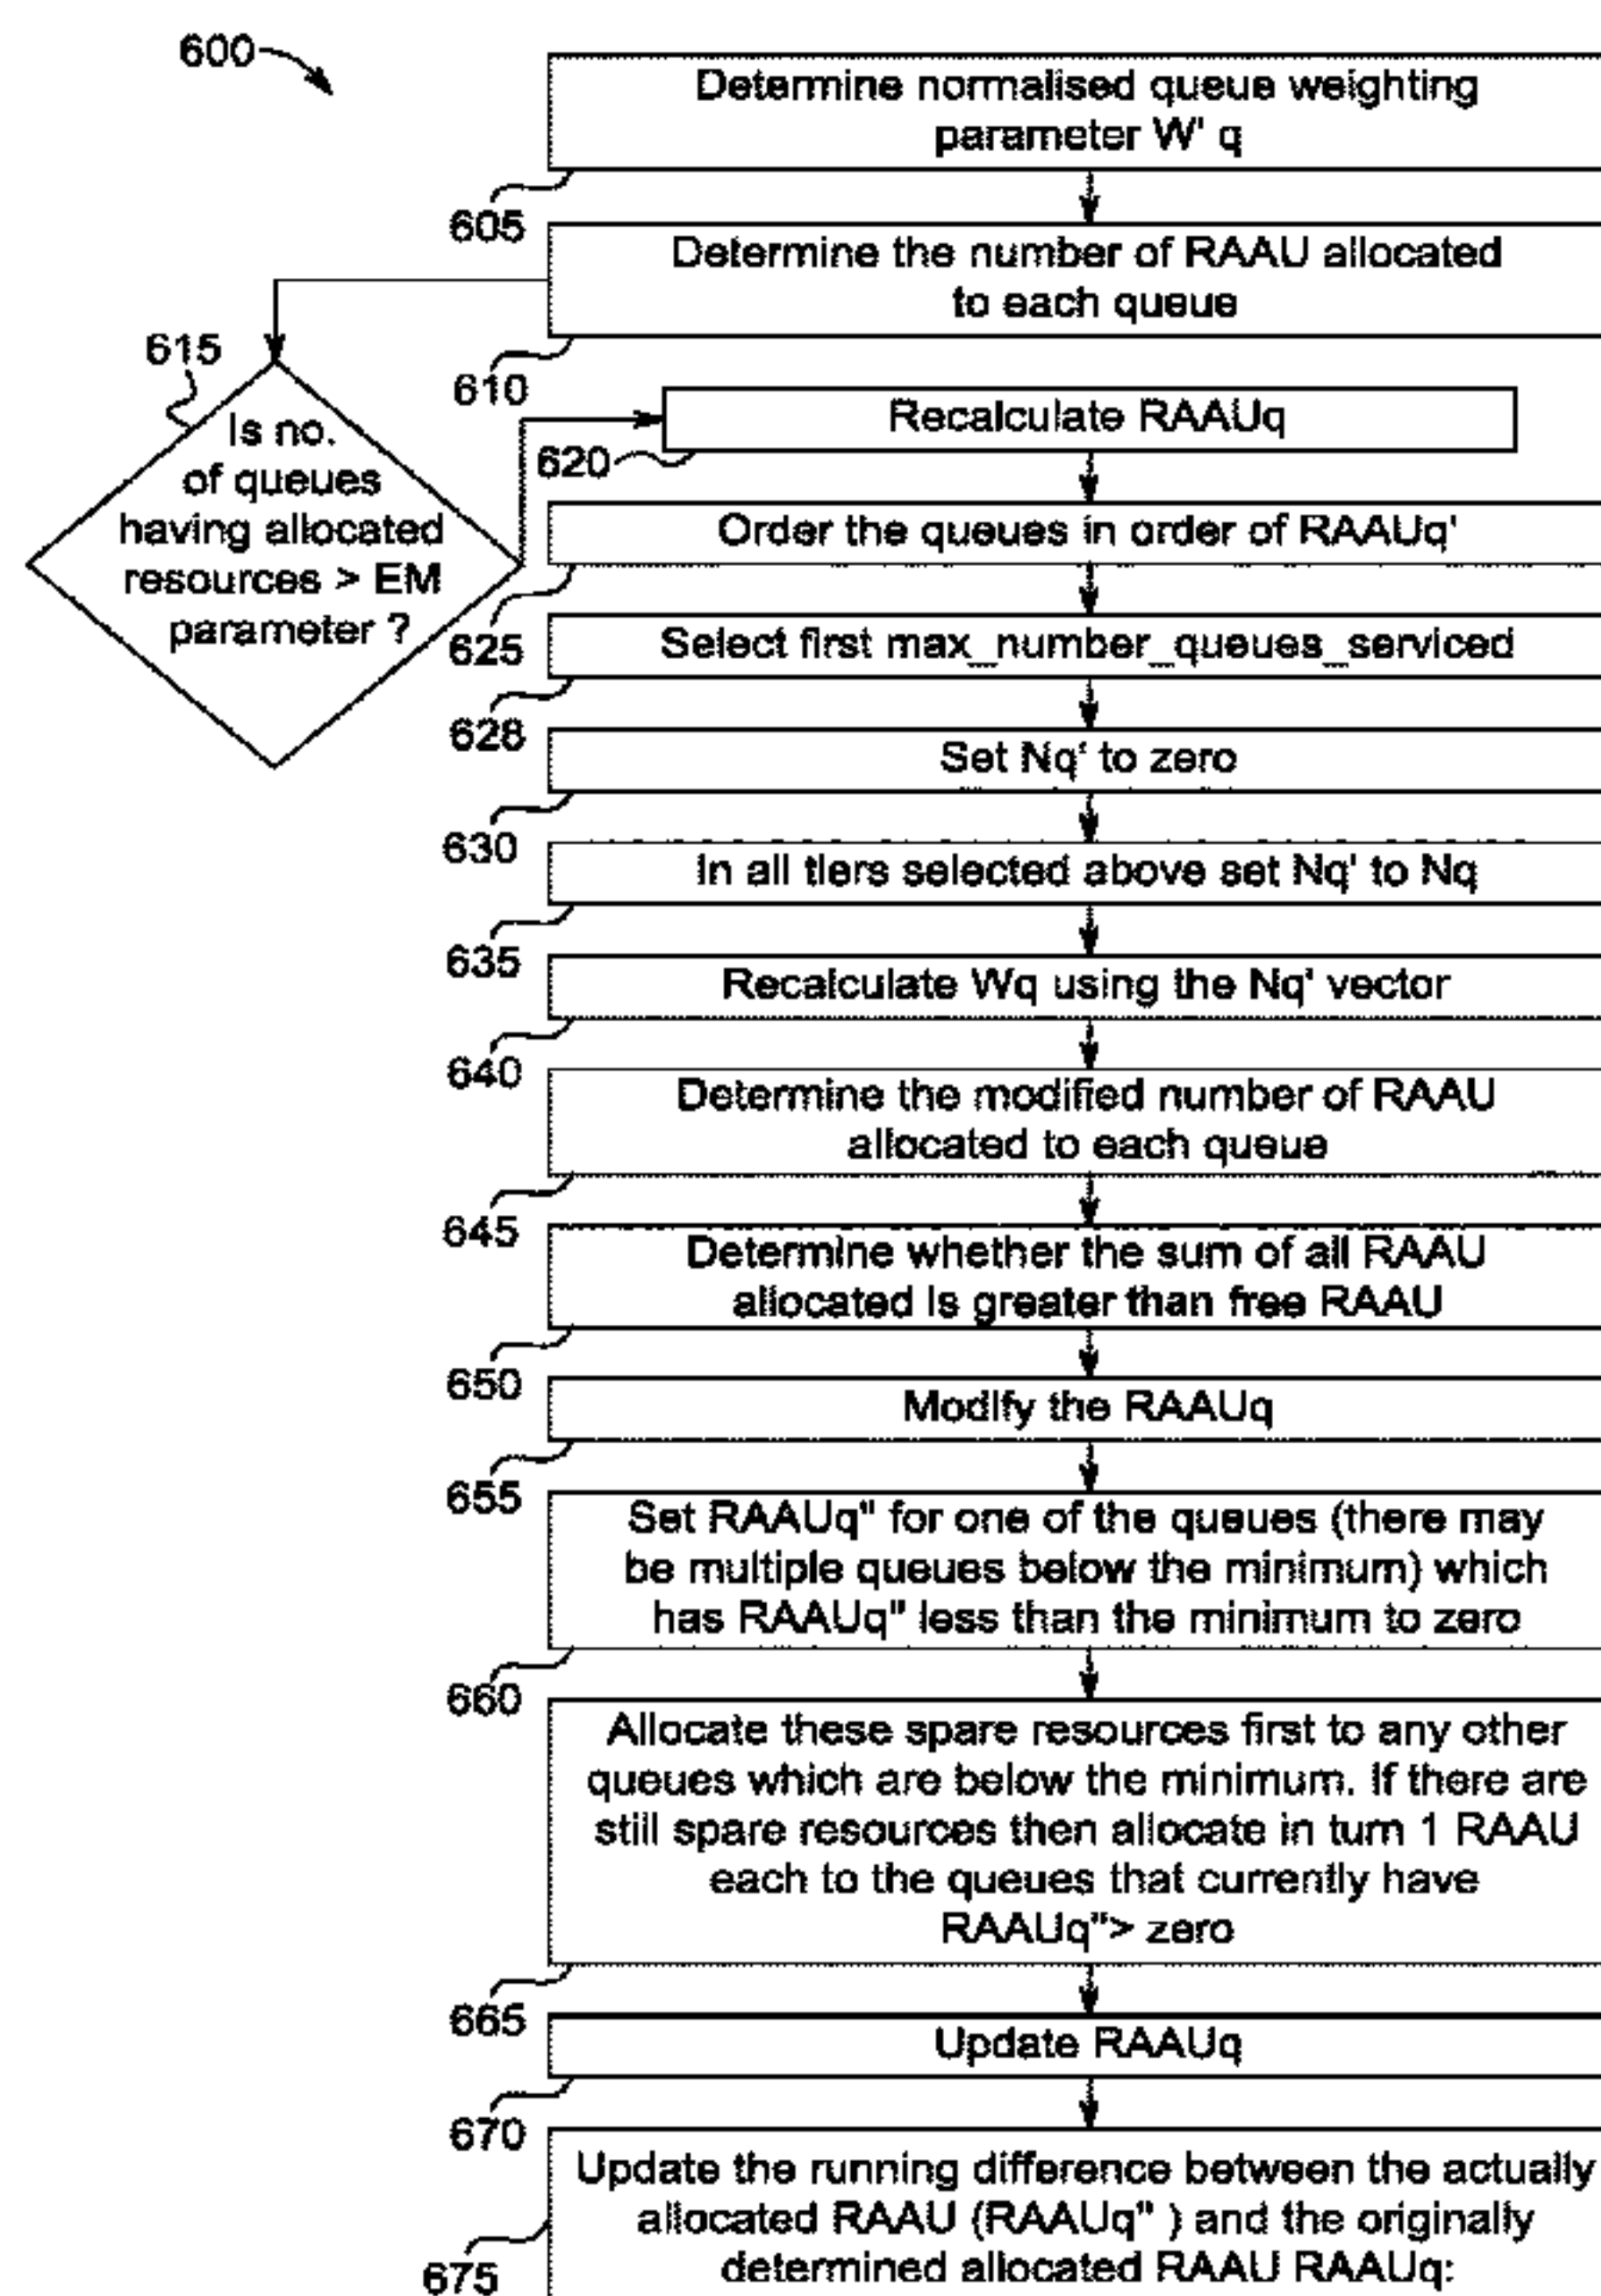 600
Determine normalised queue weighting
parameter W' q
605
Determine the number of RAAU allocated
to each queue
610
615
Is no.
of queues
having allocated
resources > EM
parameter ?
Recalculate RAAUq
620
Order the queues in order of RAAUq'
625
Select first max_number_queues_serviced
628
Set Nq' to zero
630
In all tiers selected above set Nq' to Nq
635
Recalculate Wq using the Nq' vector
640
Determine the modified number of RAAU
allocated to each queue
645
Determine whether the sum of all RAAU
allocated is greater than free RAAU
650
Modify the RAAUq
655
Set RAAUq" for one of the queues (there may
be multiple queues below the minimum) which
has RAAUq" less than the minimum to zero
660
Allocate these spare resources first to any other
queues which are below the minimum. If there are
still spare resources then allocate in turn 1 RAAU
each to the queues that currently have
RAAUq"> zero
665
Update RAAUq
670
Update the running difference between the actually
allocated RAAU (RAAUq" ) and the originally
determined allocated RAAU RAAUq:
675